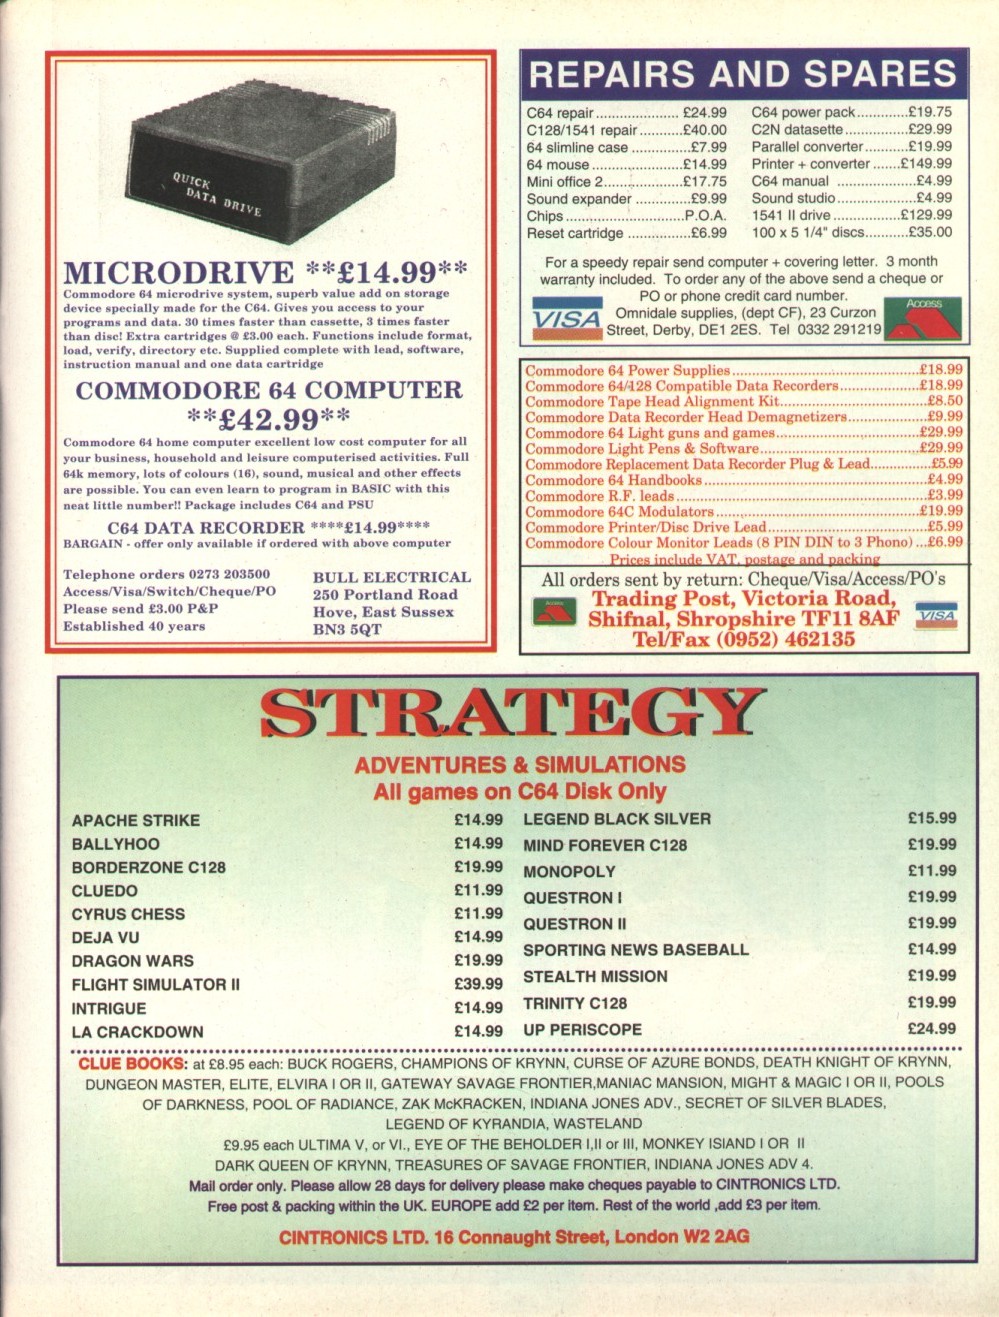 QUICK
DATA DRIVE
MICRODRIVE **£14.99**
Commodore 64 microdrive system, superb value add on storage
device specially made for the C64. Gives you access to your
programs and data. 30 times faster than cassette, 3 times faster
than disc! Extra cartridges @ £3.00 each. Functions include format,
load, verify, directory etc. Supplied complete with lead, software,
instruction manual and one data cartridge
COMMODORE 64 COMPUTER
**£42.99**
Commodore 64 home computer excellent low cost computer for all
your business, household and leisure computerised activities. Full
64k memory, lots of colours (16), sound, musical and other effects
are possible. You can even learn to program in BASIC with this
neat little number!! Package includes C64 and PSU
C64 DATA RECORDER ****£14.99****
BARGAIN - offer only available if ordered with above computer
Telephone orders 0273 203500
Access/Visa/Switch/Cheque/PO
Please send £3.00 P&P
Established 40 years
BULL ELECTRICAL
250 Portland Road
Hove, East Sussex
BN3 5QT
REPAIRS AND SPARES
C64 repair.................... £24.99
C128/1541 repair..........£40.00
64 slimline case ..............£7.99
64 mouse.....................£14.99
Mini office 2...................£17.75
Sound expander .............£9.99
Chips............................P.O.A.
Reset cartridge ...............£6.99
C64 power pack............£19.75
C2N datasette...............£29.99
Parallel converter..........£19.99
Printer + converter .......£149.99
C64 manual ...................£4.99
Sound studio....................£4.99
1541 II drive................£129.99
100 x 5 1/4" discs..........£35.00
For a speedy repair send computer + covering letter. 3 month
warranty included. To order any of the above send a cheque or
PO or phone credit card number.
Omnidale supplies, (dept CF), 23 Curzon
Street, Derby, DE1 2ES. Tel 0332 291219
VISA
Access
Commodore 64 Power Supplies.............................................£18.99
Commodore 64/128 Compatible Data Recorders...................£18.99
Commodore Tape Head Alignment Kit..................................£8.50
Commodore Data Recorder Head Demagnetizers..................£9.99
Commodore 64 Light guns and games..................................£29.99
Commodore Light Pens & Software......................................£29.99
Commodore Replacement Data Recorder Plug & Lead..............£5.99
Commodore 64 Handbooks..................................................£4.99
Commodore R.F. leads.........................................................£3.99
Commodore 64C Modulators...............................................£19.99
Commodore Printer/Disc Drive Lead.....................................£5.99
Commodore Colour Monitor Leads (8 PIN DIN to 3 Phono) ...£6.99
Prices include VAT, postage and packing
All orders sent by return: Cheque/Visa/Access/PO's
Trading Post, Victoria Road,
Shifnal, Shropshire TF11 8AF
Tel/Fax (0952) 462135
Access
VISA
STRATEGY
ADVENTURES & SIMULATIONS
All games on C64 Disk Only
APACHE STRIKE £14.99
BALLYHOO £14.99
BORDERZONE C128 £19.99
CLUEDO £11.99
CYRUS CHESS £11.99
DEJA VU £14.99
DRAGON WARS £19.99
FLIGHT SIMULATOR II £39.99
INTRIGUE £14.99
LA CRACKDOWN £14.99
LEGEND BLACK SILVER £15.99
MIND FOREVER C128 £19.99
MONOPOLY £11.99
QUESTRON I £19.99
QUESTRON II £19.99
SPORTING NEWS BASEBALL £14.99
STEALTH MISSION £19.99
TRINITY C128 £19.99
UP PERISCOPE £24.99
CLUE BOOKS: at £8.95 each: BUCK ROGERS, CHAMPIONS OF KRYNN, CURSE OF AZURE BONDS, DEATH KNIGHT OF KRYNN,
DUNGEON MASTER, ELITE, ELVIRA I OR II, GATEWAY SAVAGE FRONTIER,MANIAC MANSION, MIGHT & MAGIC I OR II, POOLS
OF DARKNESS, POOL OF RADIANCE, ZAK McKRACKEN, INDIANA JONES ADV., SECRET OF SILVER BLADES,
LEGEND OF KYRANDIA, WASTELAND
£9.95 each ULTIMA V, or VI., EYE OF THE BEHOLDER I,II or III, MONKEY ISIAND I OR II
DARK QUEEN OF KRYNN, TREASURES OF SAVAGE FRONTIER, INDIANA JONES ADV 4.
Mail order only. Please allow 28 days for delivery please make cheques payable to CINTRONICS LTD.
Free post & packing within the UK. EUROPE add £2 per item. Rest of the world ,add £3 per item.
CINTRONICS LTD. 16 Connaught Street, London W2 2AG